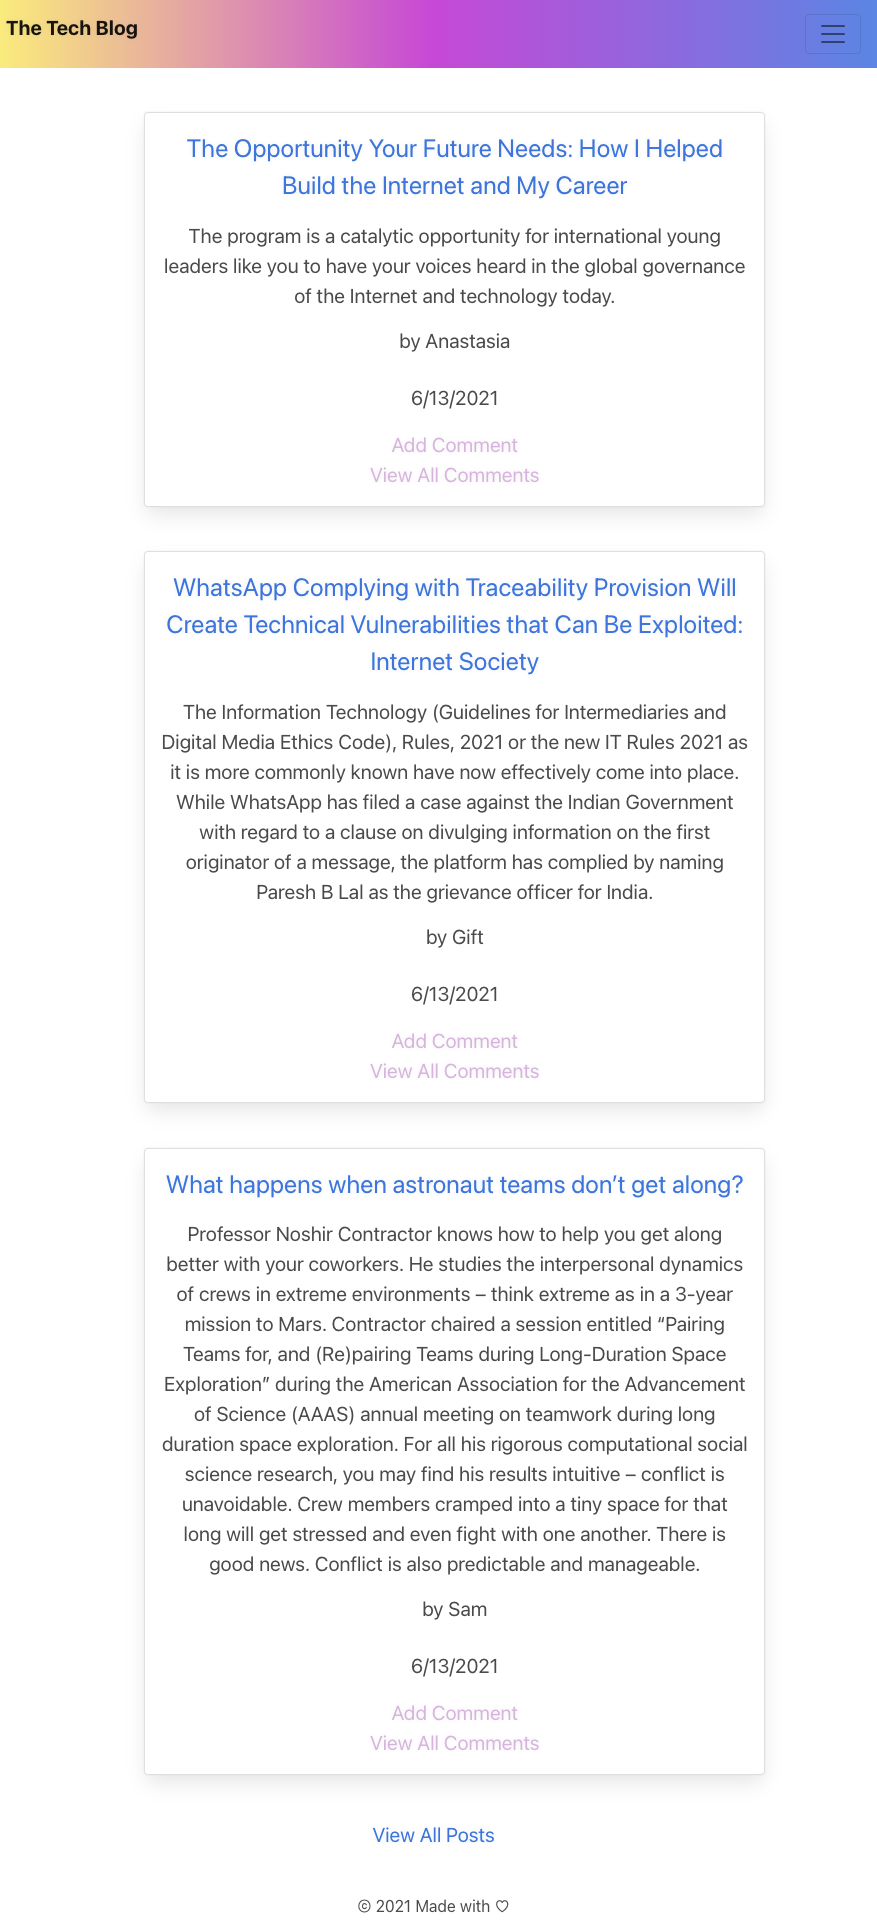 The Tech Blog
The Opportunity Your Future Needs: How I Helped
Build the Internet and My Career
The program is a catalytic opportunity for international young
leaders like you to have your voices heard in the global governance
of the Internet and technology today.
by Anastasia
6/13/2021
Add Comment
View All Comments
WhatsApp Complying with Traceability Provision Will
Create Technical Vulnerabilities that Can Be Exploited:
Internet Society
The Information Technology (Guidelines for Intermediaries and
Digital Media Ethics Code), Rules, 2021 or the new IT Rules 2021 as
it is more commonly known have now effectively come into place.
While WhatsApp has filed a case against the Indian Government
with regard to a clause on divulging information on the first
originator of a message, the platform has complied by naming
Paresh B Lal as the grievance officer for India.
by Gift
6/13/2021
Add Comment
View All Comments
What happens when astronaut teams don’t get along?
Professor Noshir Contractor knows how to help you get along
better with your coworkers. He studies the interpersonal dynamics
of crews in extreme environments – think extreme as in a 3-year
mission to Mars. Contractor chaired a session entitled “Pairing
Teams for, and (Re)pairing Teams during Long-Duration Space
Exploration” during the American Association for the Advancement
of Science (AAAS) annual meeting on teamwork during long
duration space exploration. For all his rigorous computational social
science research, you may find his results intuitive – conflict is
unavoidable. Crew members cramped into a tiny space for that
long will get stressed and even fight with one another. There is
good news. Conflict is also predictable and manageable.
by Sam
6/13/2021
Add Comment
View All Comments
View All Posts
© 2021 Made with ♡